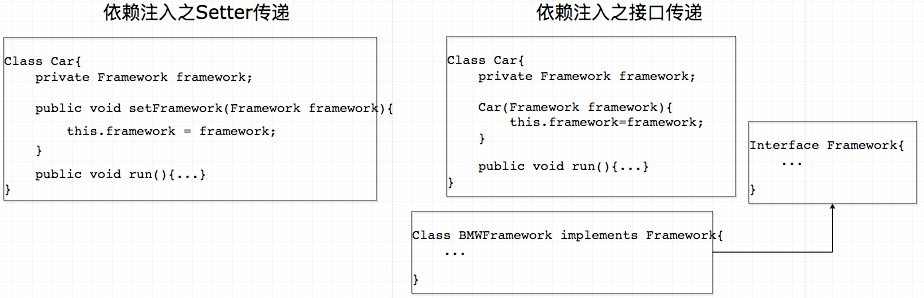 依赖注入之Setter传递
Class Car{
private Framework framework;
public void setFramework(Framework framework){
this.framework = framework;
}
public void run(){...}
}
依赖注入之接口传递
Class Car{
private Framework framework;
Car(Framework framework){
this.framework=framework;
}
public void run(){...}
}
Interface Framework{
...
}
Class BMWFramework implements Framework{
...
}